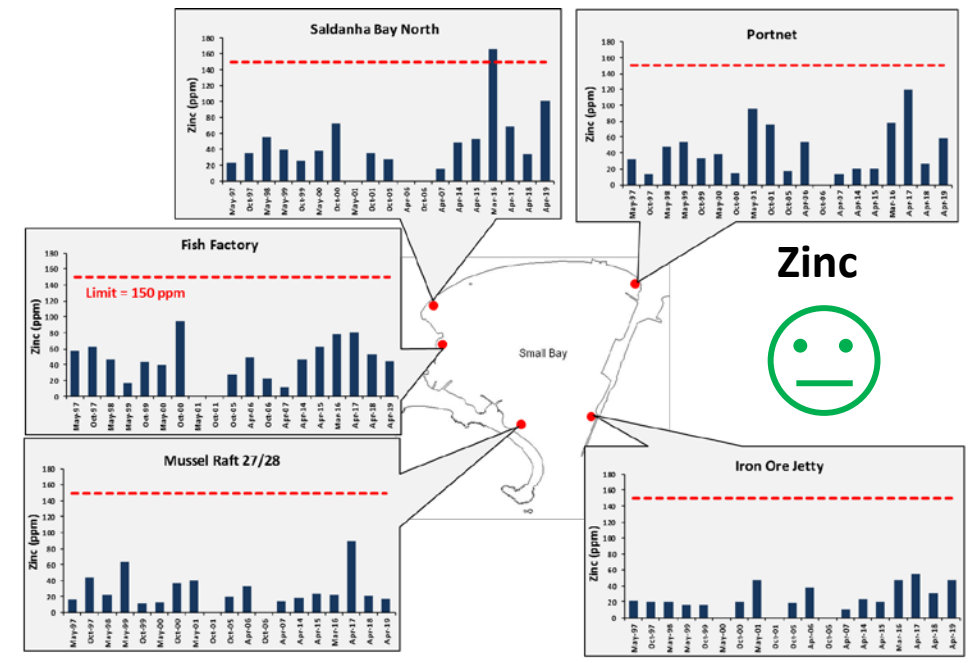 Saldanha Bay North
Zinc (ppm)
180
160
140
120
100
80
60
40
20
0
May-97
Oct-97
May-98
May-99
Oct-99
May-00
Oct-00
May-01
Oct-01
Oct-05
Apr-06
Oct-06
Apr-07
Apr-14
Apr-15
Mar-16
Apr-17
Apr-18
Apr-19
Portnet
Zinc (ppm)
180
160
140
120
100
80
60
40
20
0
Oct-97
May-98
May-99
Oct-99
Oct-00
Oct-01
Oct-05
Oct-06
Apr-07
Apr-14
Apr-15
Mar-16
Apr-17
Apr-18
Apr-19
Fish Factory
Zinc (ppm)
180
160
140
120
100
80
60
40
20
0
Limit = 150 ppm
May-97
Oct-97
May-98
May-99
Oct-99
May-00
Oct-00
May-01
Oct-01
Oct-05
Apr-06
Oct-06
Apr-07
Apr-14
Apr-15
Mar-16
Apr-17
Apr-18
Apr-19
Zinc
Small Bay
Mussel Raft 27/28
Zinc (ppm)
180
160
140
120
100
80
60
40
20
0
May-97
Oct-97
May-98
May-99
Oct-99
May-00
Oct-00
May-01
Oct-01
Oct-05
Apr-06
Oct-06
Apr-07
Apr-14
Apr-15
Mar-16
Apr-17
Apr-18
Apr-19
Iron Ore Jetty
Zinc (ppm)
180
160
140
120
100
80
60
40
20
0
May-97
Oct-97
May-98
May-99
Oct-99
May-00
Oct-00
May-01
Oct-01
Oct-05
Apr-06
Apr-07
Apr-14
Apr-15
Mar-16
Apr-17
Apr-18
Apr-19